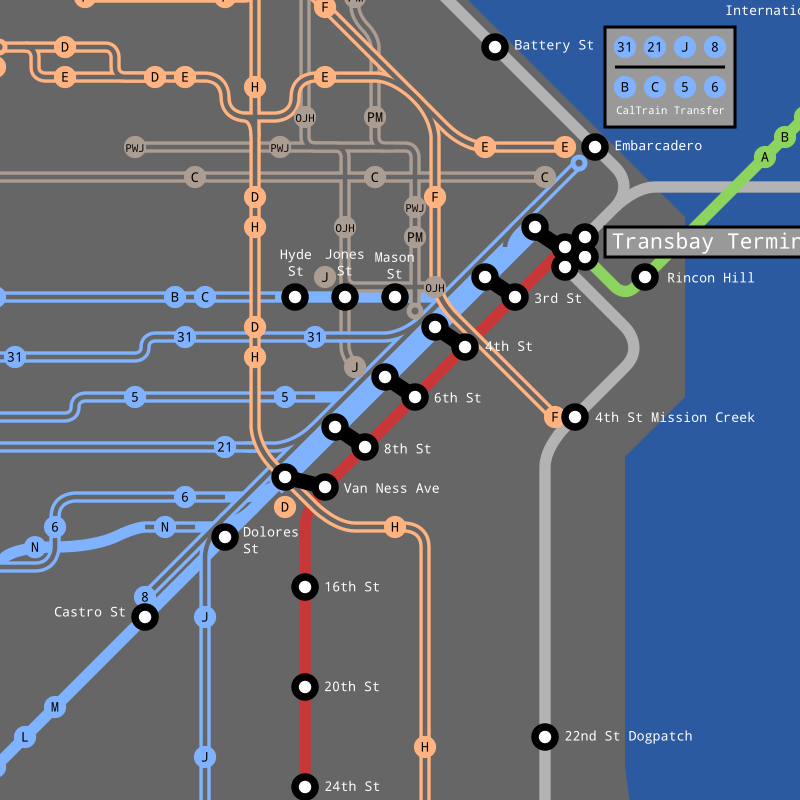 Internatio
Battery St
31 21 J 8
B C 5 6
CalTrain Transfer
D
E D E H E
OJH PM
PWJ PWJ E E Embarcadero
B
A
C C C
D F
PWJ
H OJH PM
Transbay Termin
Hyde St
Jones St
Mason St
J
Rincon Hill
B C OJH
3rd St
D
31 31
31 H
4th St
J
5 5
6th St
F 4th St Mission Creek
21
8th St
6
Van Ness Ave
D
6 N H
N
Dolores
St
16th St
8
Castro St
J
20th St
M
L
22nd St Dogpatch
H
J
24th St